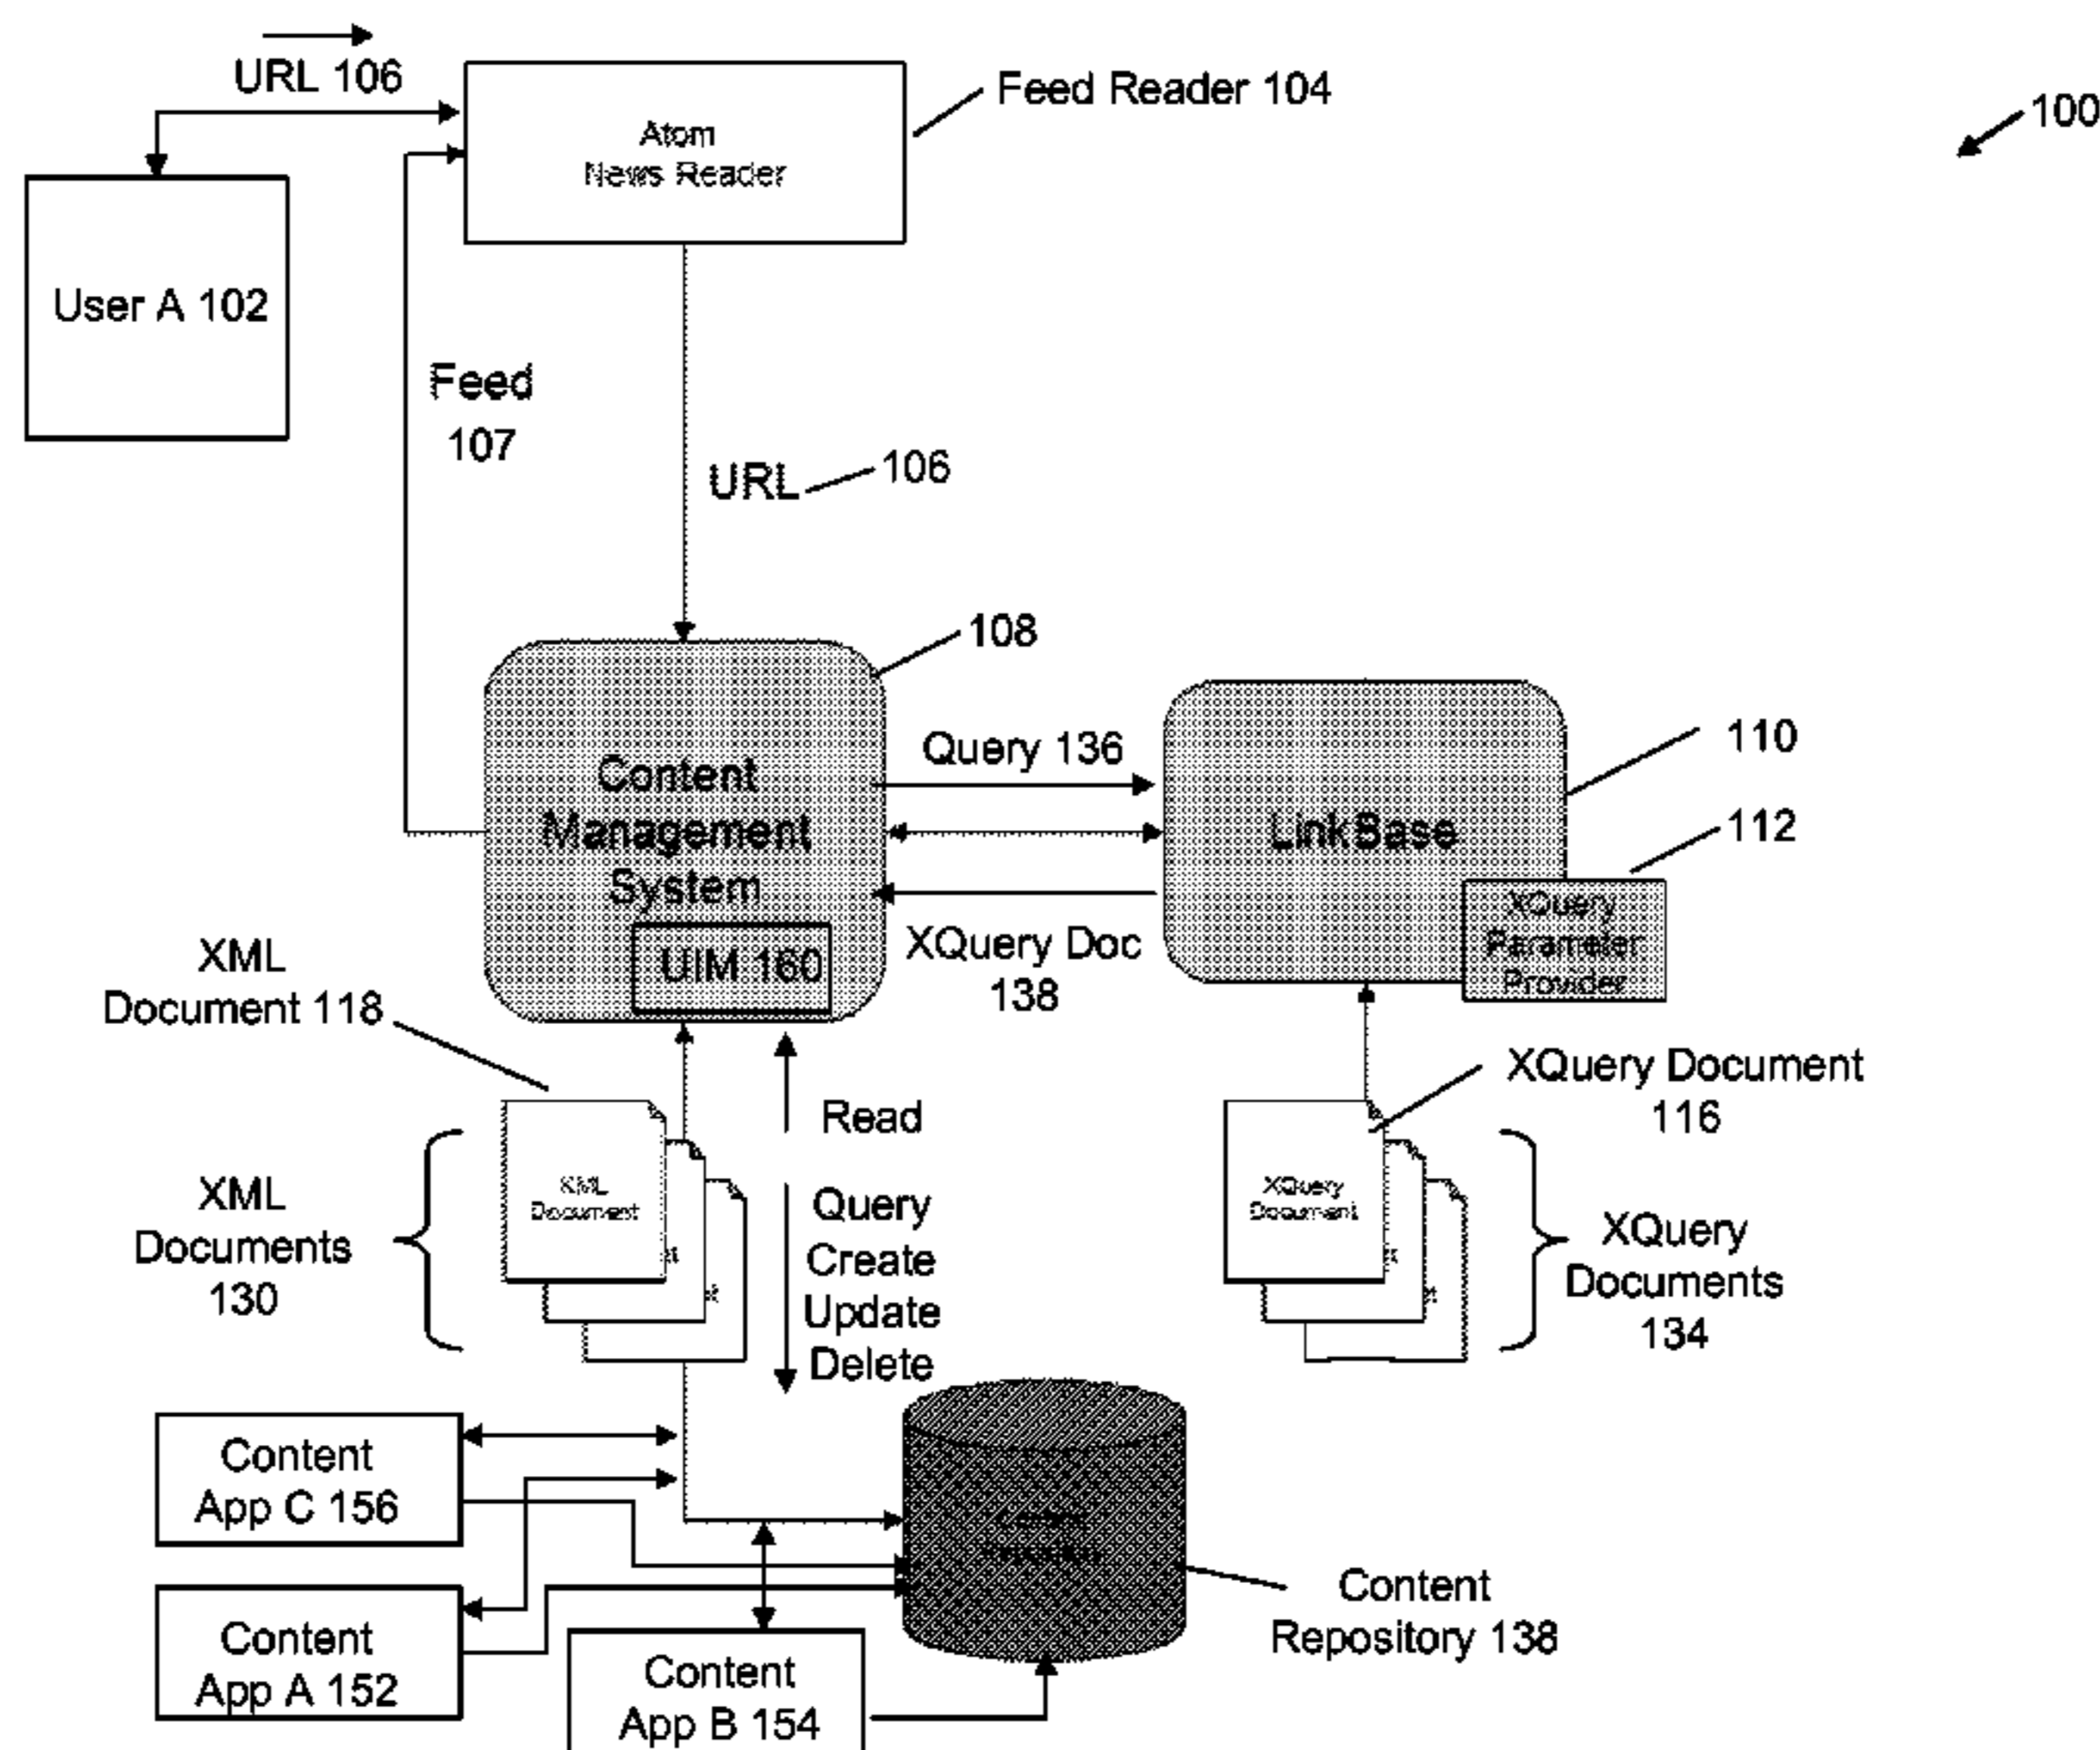 URL 106
Feed Reader 104
100
Atom
News Reader
User A 102
Feed
107
URL
106
108
Content
Management
System
UIM 160
Query 136
XQuery Doc
138
LinkBase
110
112
XQuery
Parameter
Provider
XML
Document 118
XML
Documents
130
XML
Document
Read
Query
Create
Update
Delete
XQuery Document
116
XQuery
Document
XQuery
Documents
134
Content
App C 156
Content
App A 152
Content
App B 154
Content
Repository
Content
Repository 138